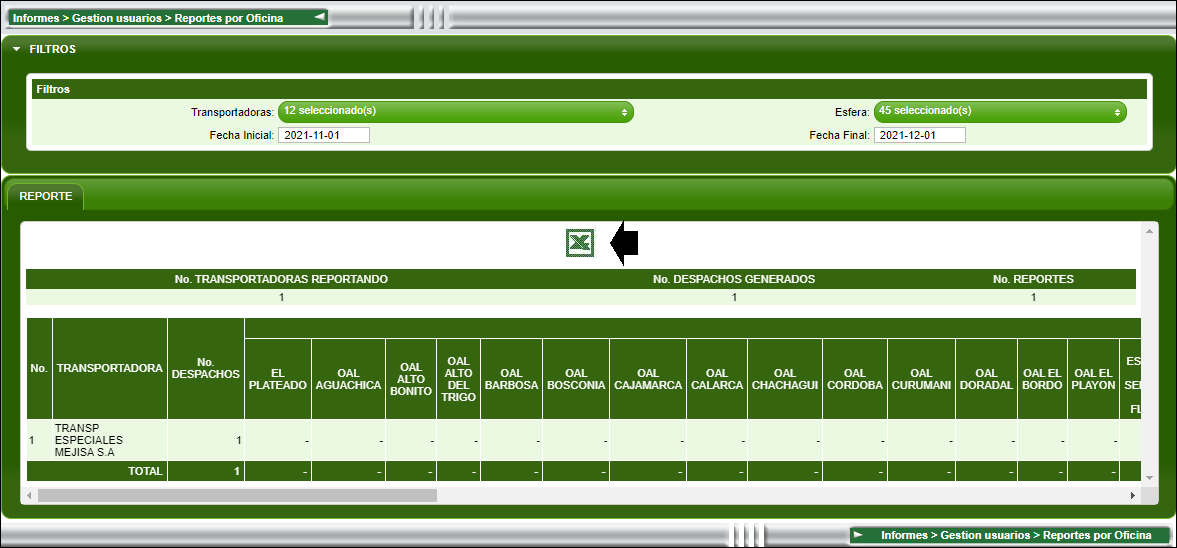 Informes > Gestion usuarios > Reportes por Oficina
FILTROS
Filtros
Transportadoras: 12 seleccionado(s) Esfera: 45 seleccionado(s)
Fecha Inicial: 2021-11-01 Fecha Final: 2021-12-01
REPORTE
No. TRANSPORTADORAS REPORTANDO No. DESPACHOS GENERADOS No. REPORTES
1 1 1
No. TRANSPORTADORA No. DESPACHOS EL PLATEADO OAL AGUACHICA OAL ALTO BONITO OAL ALTO DEL TRIGO OAL BARBOSA OAL BOSCONIA OAL CAJAMARCA OAL CALARCA OAL CHACHAGUI OAL CORDOBA OAL CURUMANI OAL DORADAL OAL EL BORDO OAL EL PLAYON ES SE FL
1 TRANSP ESPECIALES MEJISA S.A 1 - - - - - - - - - - - - - -
TOTAL 1 - - - - - - - - - - - - - -
Informes > Gestion usuarios > Reportes por Oficina